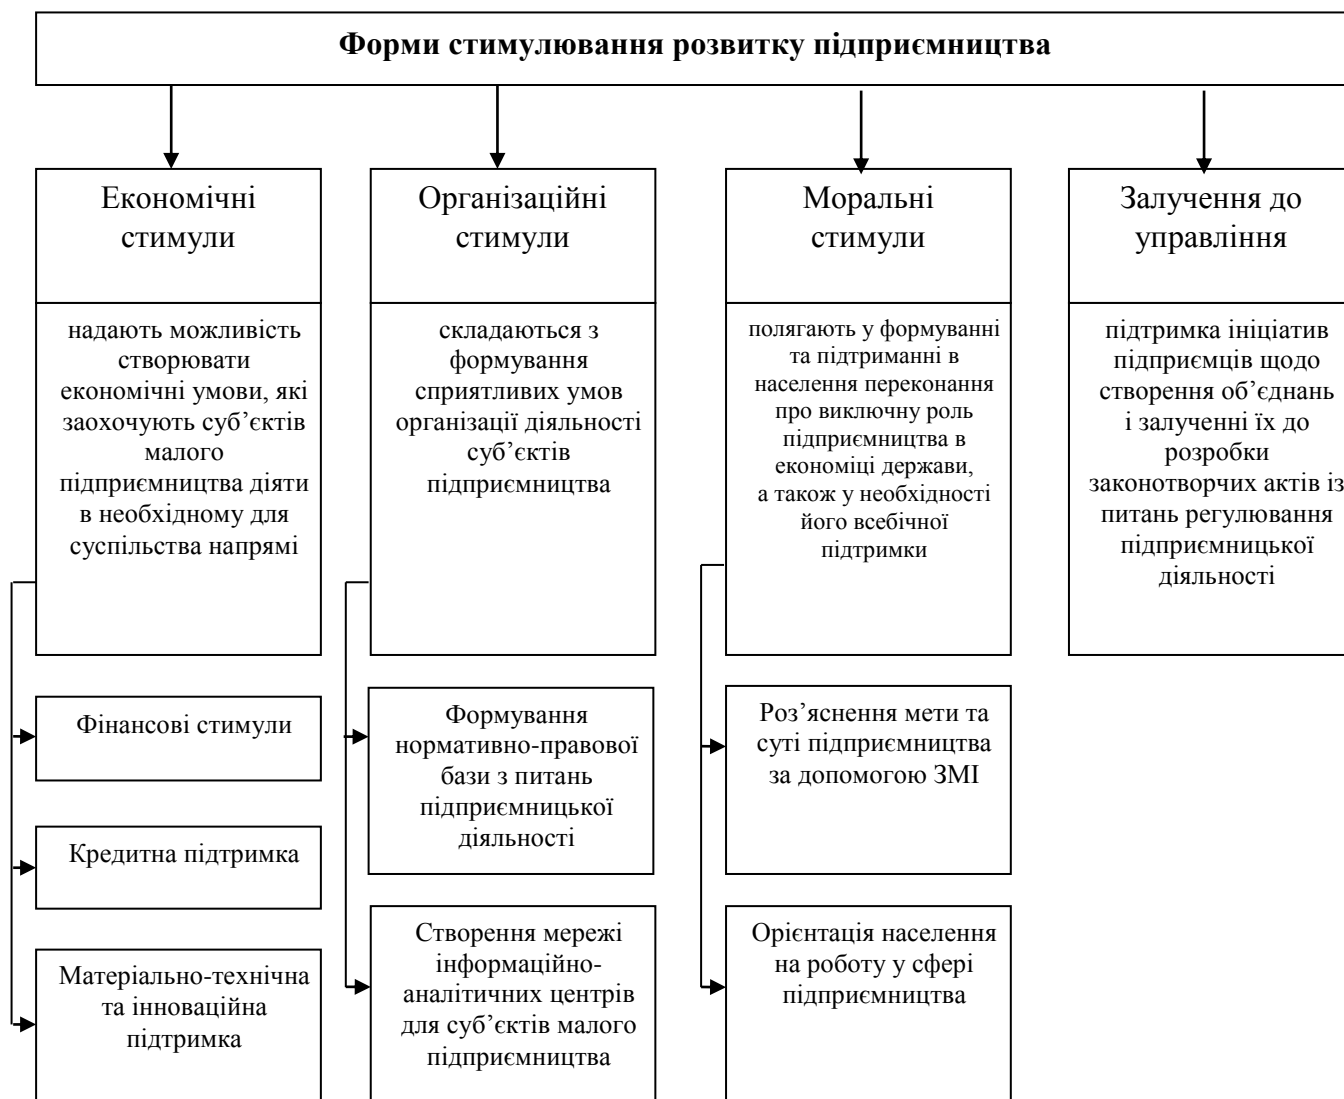 Форми стимулювання розвитку підприємництва
Економічні
стимули
надають можливість
створювати
економічні умови, які
заохочують суб’єктів
малого
підприємництва діяти
в необхідному для
суспільства напрямі
Фінансові стимули
Кредитна підтримка
Матеріально-технічна
та інноваційна
підтримка
Організаційні
стимули
складаються з
формування
сприятливих умов
організації діяльності
суб’єктів
підприємництва
Формування
нормативно-правової
бази з питань
підприємницької
діяльності
Створення мережі
інформаційно-
аналітичних центрів
для суб’єктів малого
підприємництва
Моральні
стимули
полягають у формуванні
та підтриманні в
населення переконання
про виключну роль
підприємництва в
економіці держави,
а також у необхідності
його всебічної
підтримки
Роз’яснення мети та
суті підприємництва
за допомогою ЗМІ
Орієнтація населення
на роботу у сфері
підприємництва
Залучення до
управління
підтримка ініціатив
підприємців щодо
створення об’єднань
і залученні їх до
розробки
законотворчих актів із
питань регулювання
підприємницької
діяльності